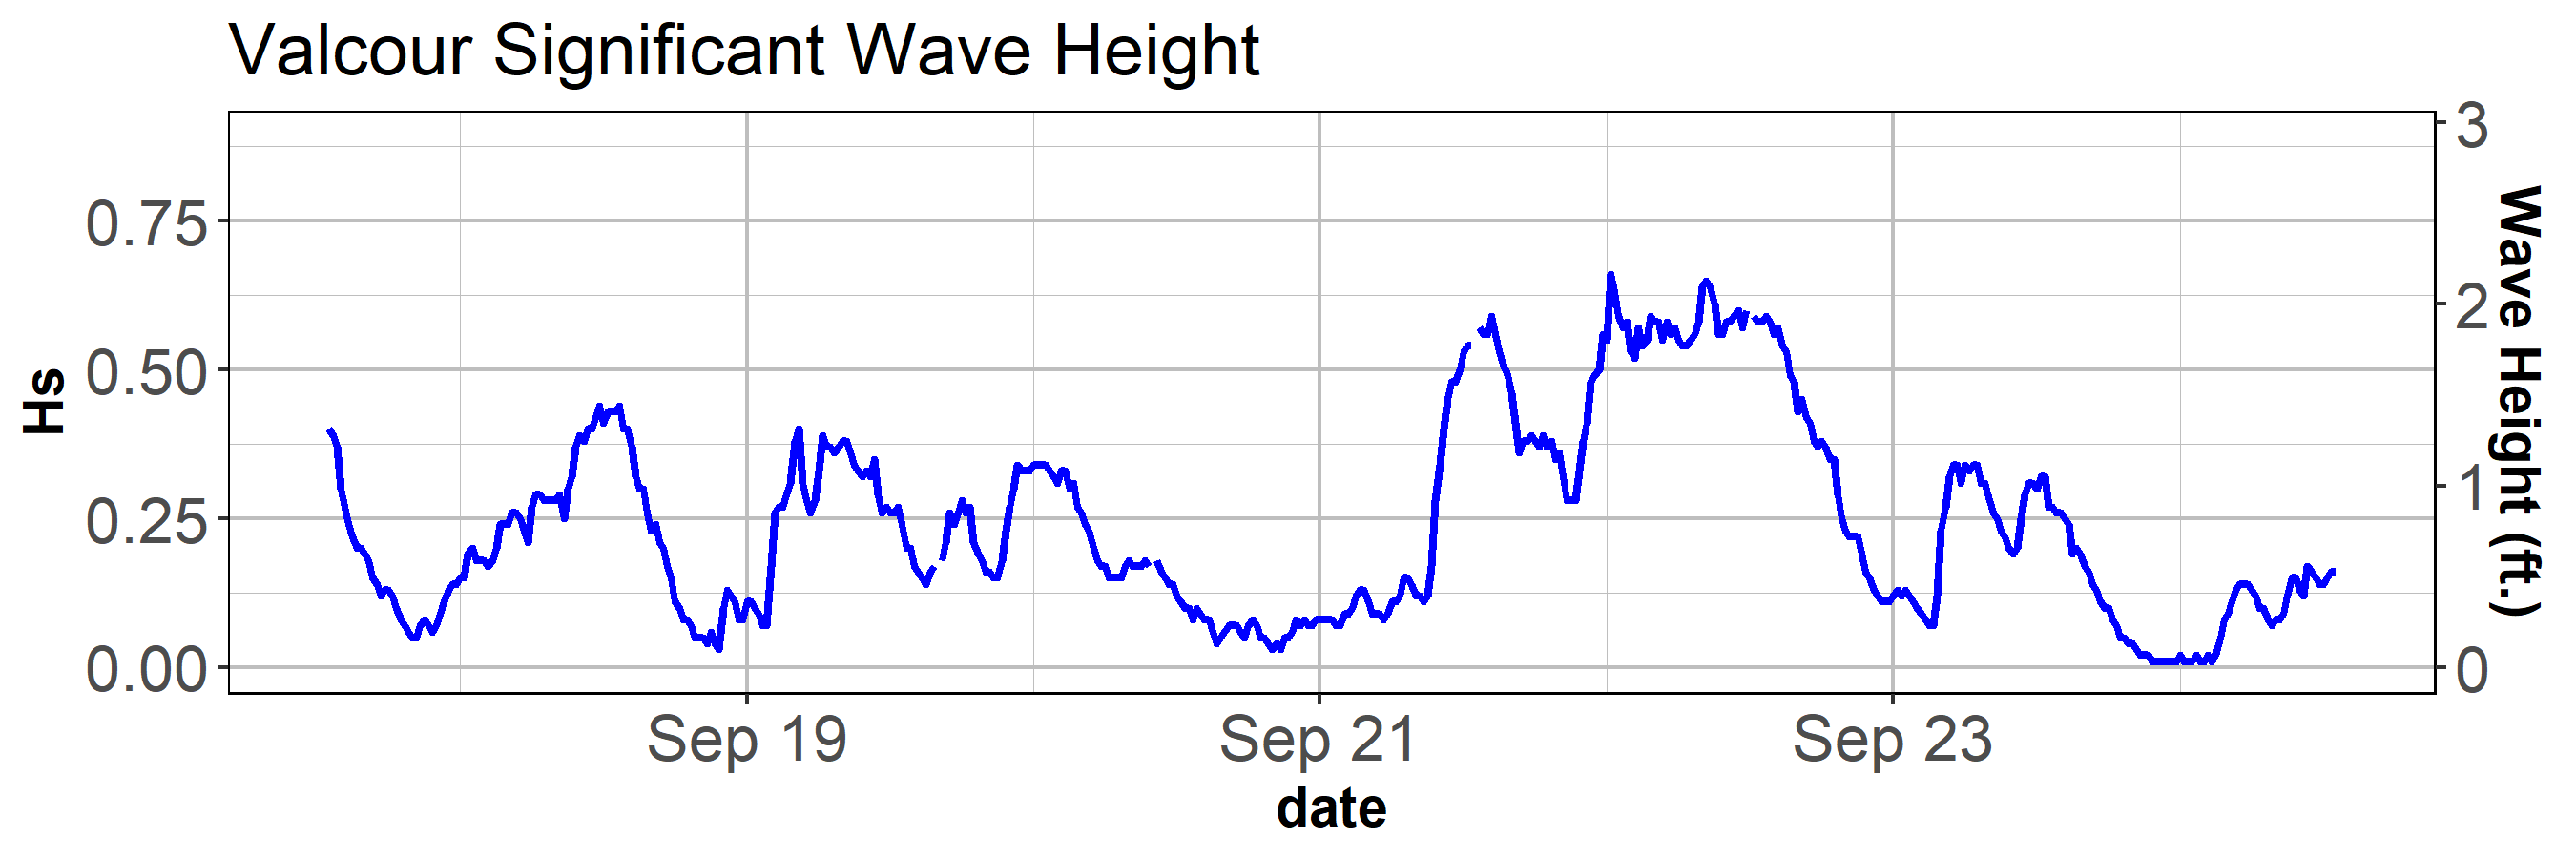 Valcour Significant Wave Height
Hs
0.75
0.50
0.25
0.00
3
2
1
0
Wave Height (ft.)
Sep 19
Sep 21
Sep 23
date